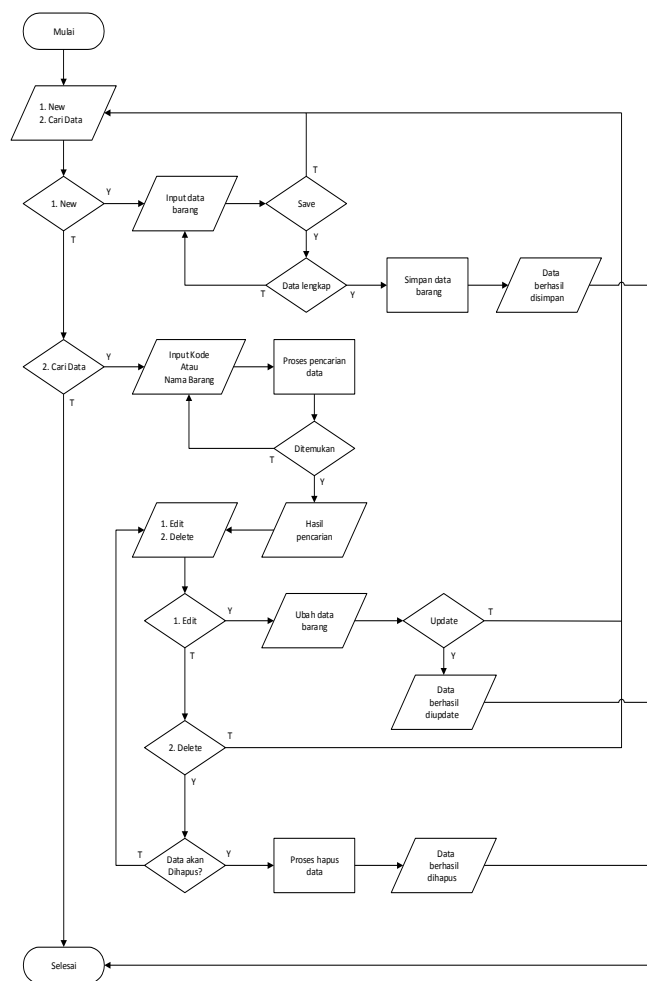 Mulai
1. New
2. Cari Data
T
1. New
Y
Input data
barang
Save
T
Y
Data lengkap
T
Y
Simpan data
barang
Data
berhasil
disimpan
2. Cari Data
Y
T
Input Kode
Atau
Nama Barang
Proses pencarian
data
Ditemukan
T
Y
1. Edit
2. Delete
Hasil
pencarian
1. Edit
Y
T
Ubah data
barang
Update
T
Y
Data
berhasil
diupdate
2. Delete
T
Y
T
Data akan
Dihapus?
Y
Proses hapus
data
Data
berhasil
dihapus
Selesai